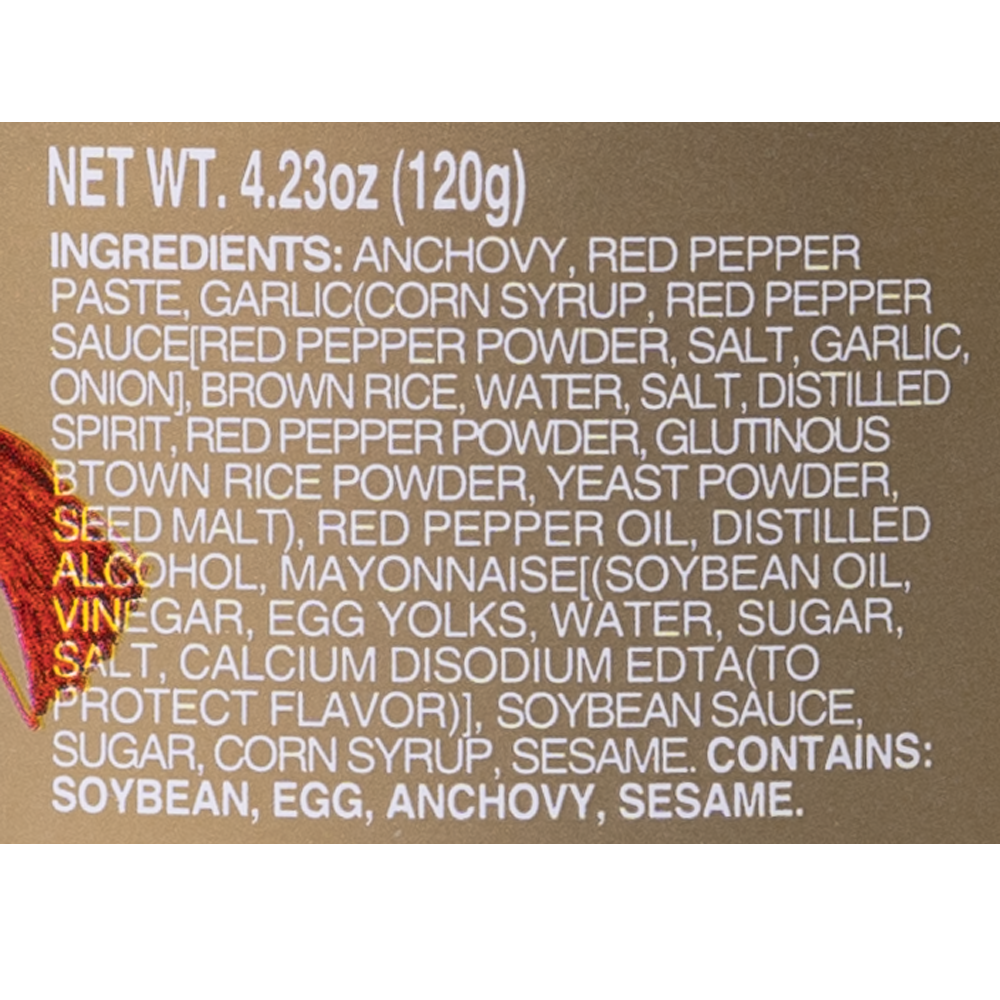 NET WT. 4.23oz (120g)
INGREDIENTS: ANCHOVY, RED PEPPER
PASTE, GARLIC(CORN SYRUP, RED PEPPER
SAUCE[RED PEPPER POWDER, SALT, GARLIC,
ONION], BROWN RICE, WATER, SALT, DISTILLED
SPIRIT, RED PEPPER POWDER, GLUTINOUS
BTOWN RICE POWDER, YEAST POWDER,
SEED MALT), RED PEPPER OIL, DISTILLED
ALCOHOL, MAYONNAISE[(SOYBEAN OIL,
VINEGAR, EGG YOLKS, WATER, SUGAR,
SALT, CALCIUM DISODIUM EDTA(TO
PROTECT FLAVOR)], SOYBEAN SAUCE,
SUGAR, CORN SYRUP, SESAME. CONTAINS:
SOYBEAN, EGG, ANCHOVY, SESAME.